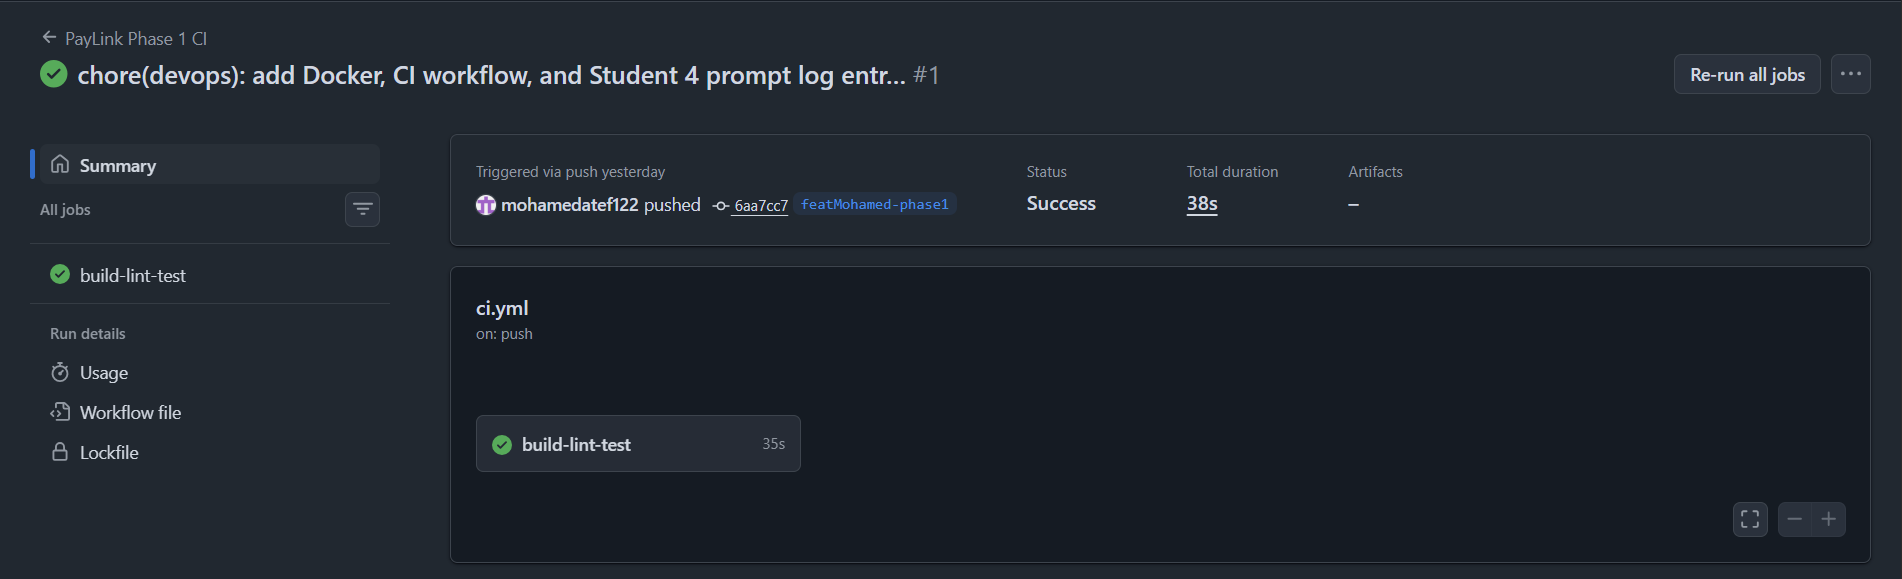 PayLink Phase 1 CI
chore(devops): add Docker, CI workflow, and Student 4 prompt log entr... #1
Re-run all jobs
Summary
All jobs
build-lint-test
Run details
Usage
Workflow file
Lockfile
Triggered via push yesterday
mohamedatef122 pushed 6aa7cc7 featMohamed-phase1
Status
Success
Total duration
38s
Artifacts
–
ci.yml
on: push
build-lint-test 35s